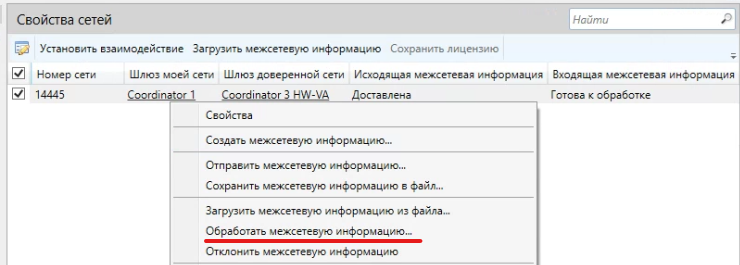 Свойства сетей
Найти
Установить взаимодействие Загрузить межсетевую информацию Сохранить лицензию
Номер сети Шлюз моей сети Шлюз доверенной сети Исходящая межсетевая информация Входящая межсетевая информация
14445 Coordinator 1 Coordinator 3 HW-VA Доставлена Готова к обработке
Свойства
Создать межсетевую информацию...
Отправить межсетевую информацию...
Сохранить межсетевую информацию в файл...
Загрузить межсетевую информацию из файла...
Обработать межсетевую информацию...
Отклонить межсетевую информацию